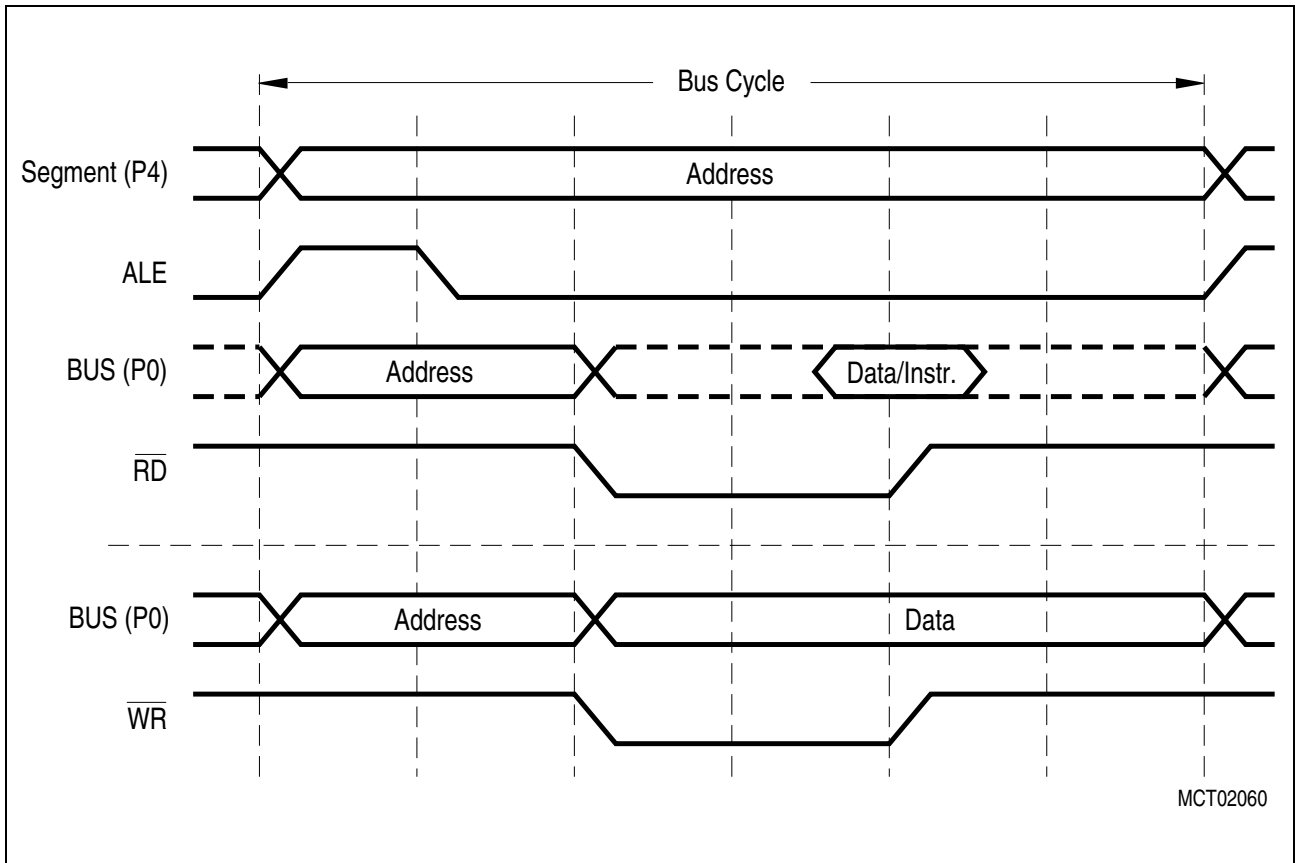 Bus Cycle
Segment (P4)
Address
ALE
BUS (P0)
Address
Data/Instr.
RD
BUS (P0)
Address
Data
WR
MCT02060